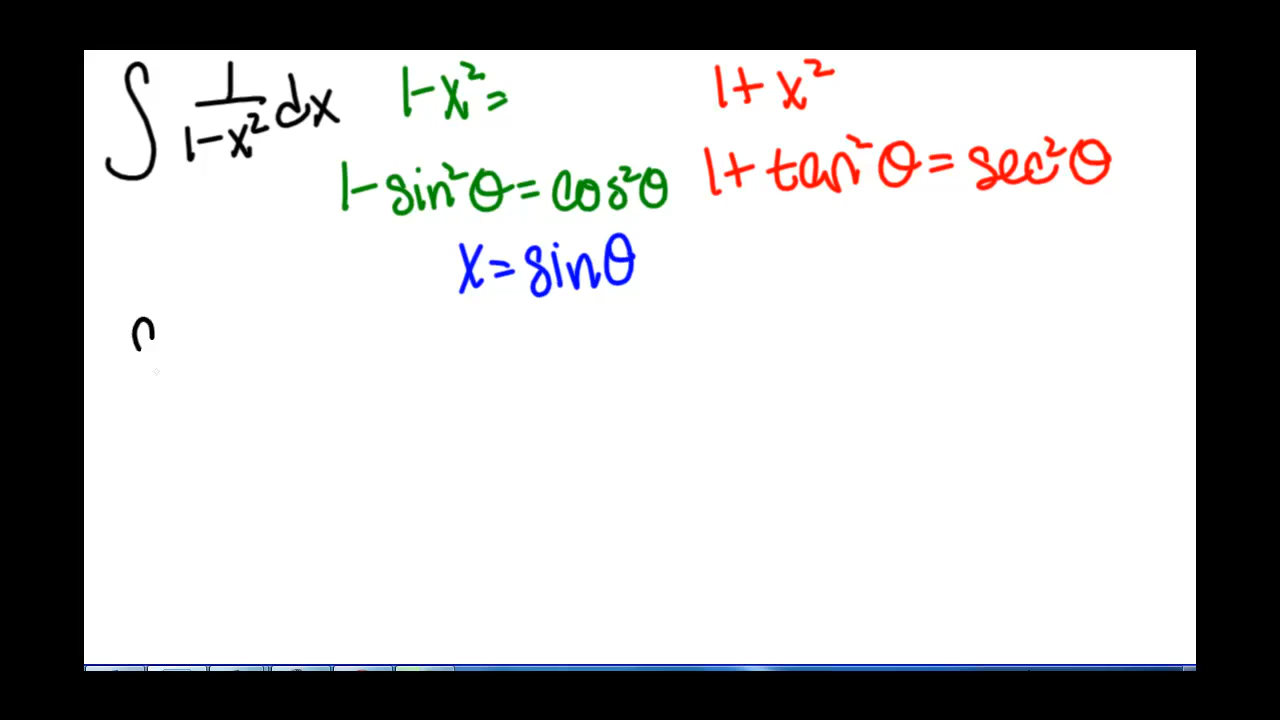 ∫ 1/(1-x²) dx
1-x² =
1-sin²θ = cos²θ
x = sinθ
1+x²
1+tan²θ = sec²θ